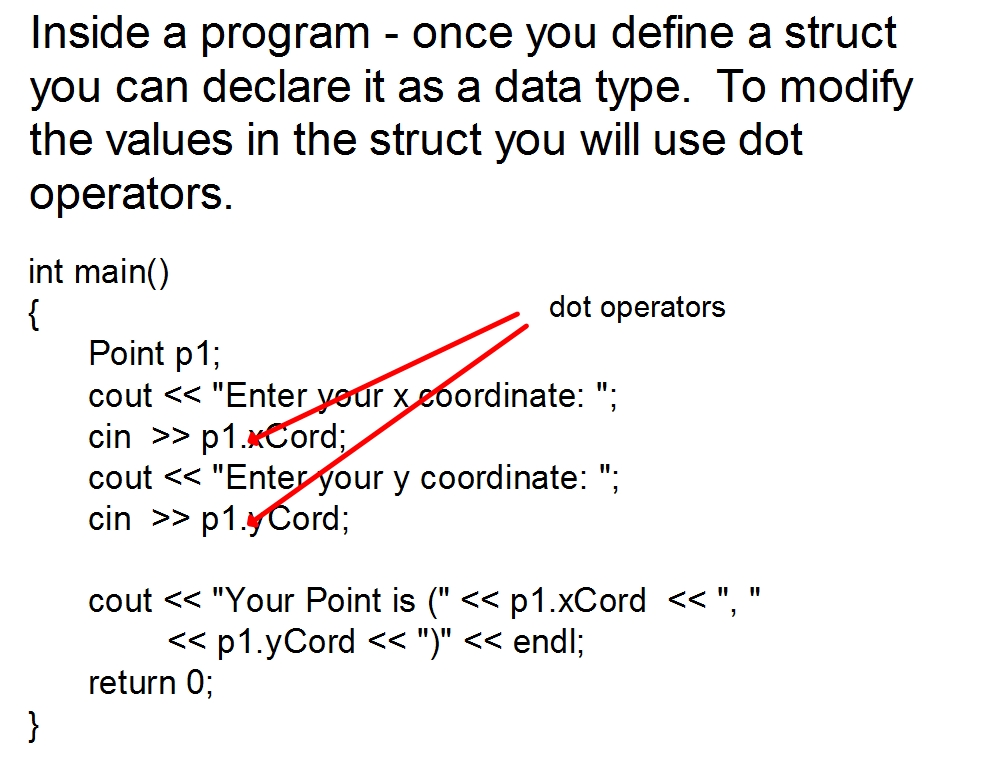 Inside a program - once you define a struct
you can declare it as a data type.  To modify
the values in the struct you will use dot
operators.
int main()
{
dot operators
Point p1;
cout << "Enter your x coordinate: ";
cin  >> p1.xCord;
cout << "Enter your y coordinate: ";
cin  >> p1.yCord;
cout << "Your Point is (" << p1.xCord  << ", "
<< p1.yCord << ")" << endl;
return 0;
}